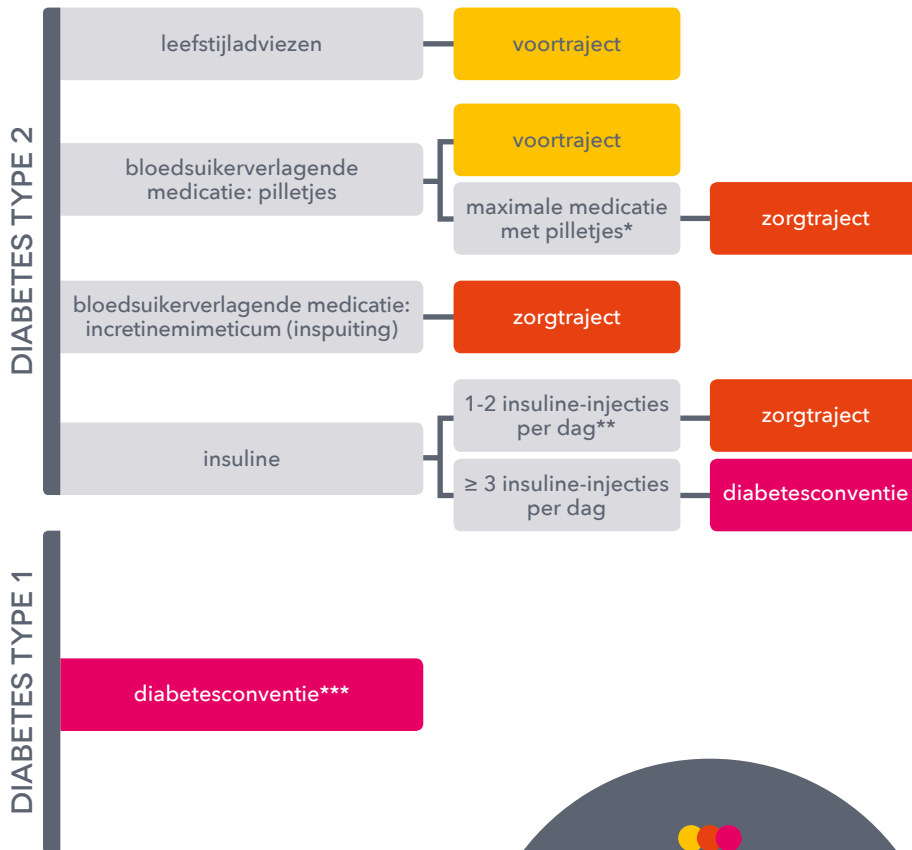 DIABETES TYPE 2
leefstijladviezen
voortraject
bloedsuikerverlagende
medicatie: pilletjes
voortraject
maximale medicatie
met pilletjes*
zorgtraject
bloedsuikerverlagende medicatie:
incretinemimeticum (inspuiting)
zorgtraject
insuline
1-2 insuline-injecties
per dag**
zorgtraject
≥ 3 insuline-injecties
per dag
diabetesconventie
DIABETES TYPE 1
diabetesconventie***